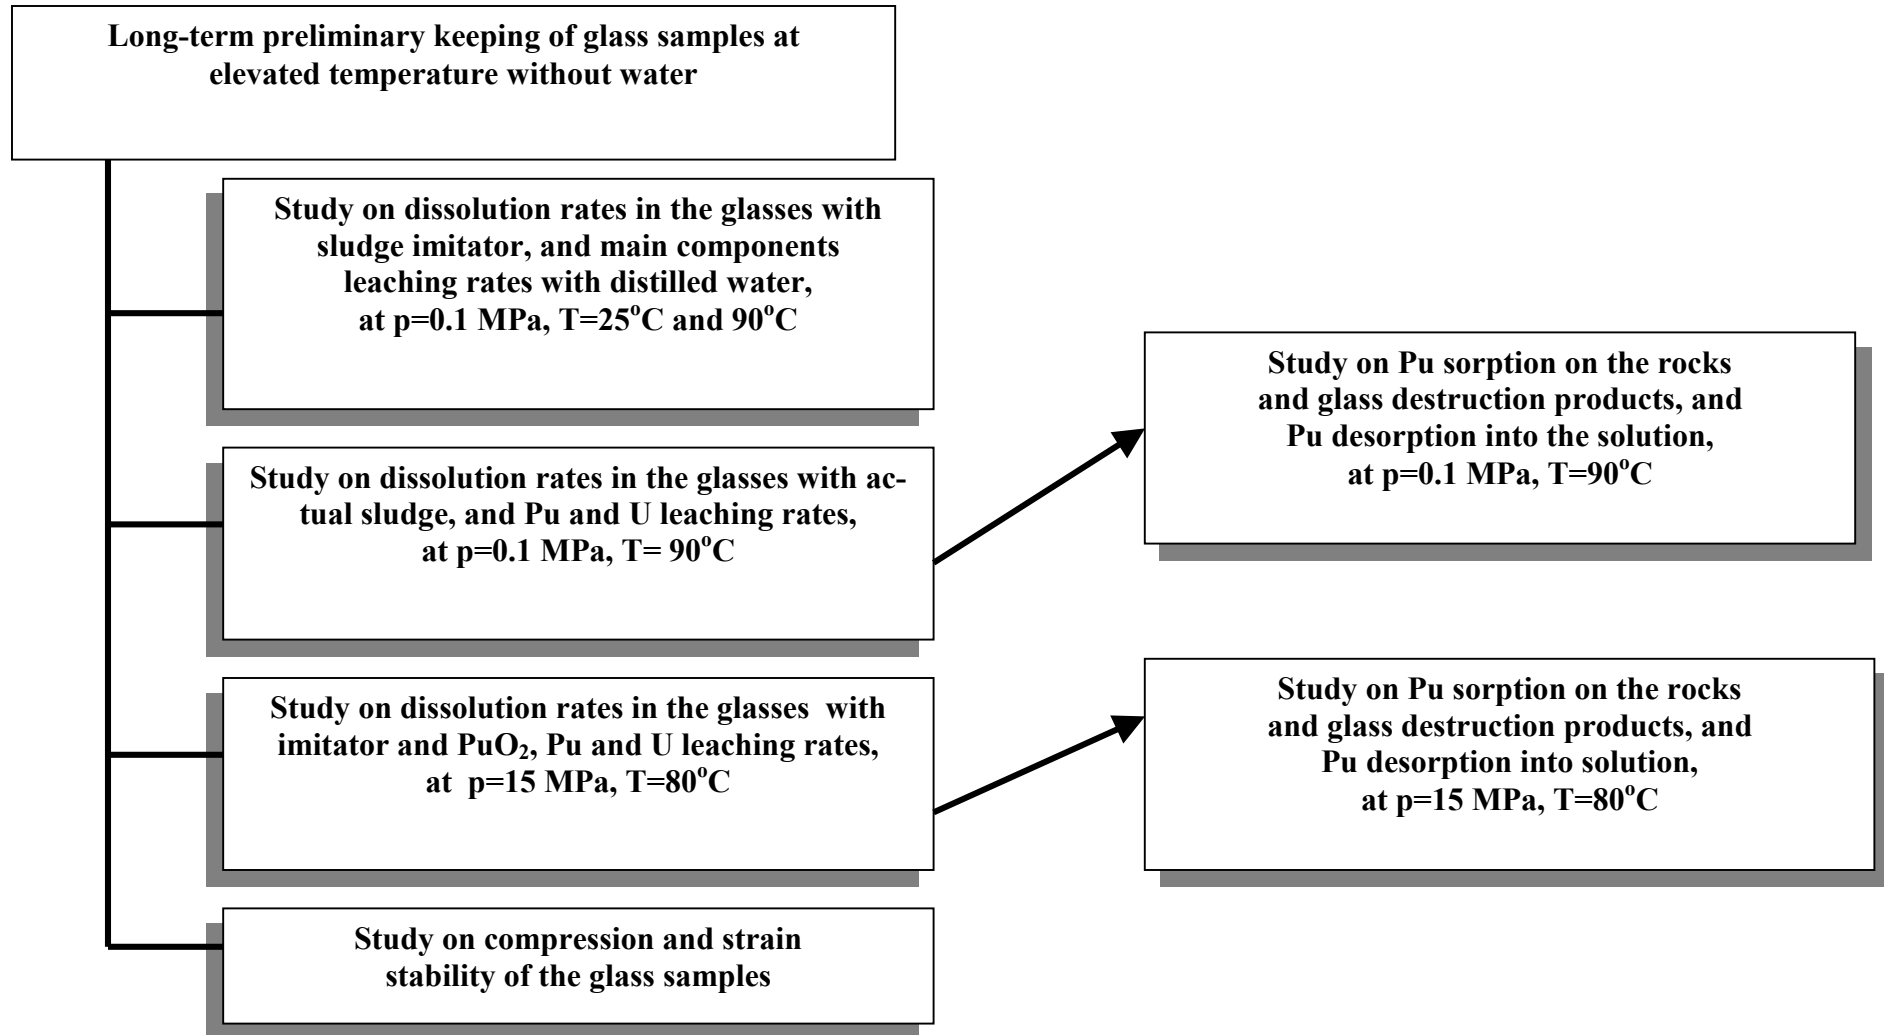 Long-term preliminary keeping of glass samples at
elevated temperature without water
Study on dissolution rates in the glasses with
sludge imitator, and main components
leaching rates with distilled water,
at p=0.1 MPa, T=25°C and 90°C
Study on dissolution rates in the glasses with ac-
tual sludge, and Pu and U leaching rates,
at p=0.1 MPa, T= 90°C
Study on Pu sorption on the rocks
and glass destruction products, and
Pu desorption into the solution,
at p=0.1 MPa, T=90°C
Study on dissolution rates in the glasses with
imitator and PuO₂, Pu and U leaching rates,
at p=15 MPa, T=80°C
Study on Pu sorption on the rocks
and glass destruction products, and
Pu desorption into solution,
at p=15 MPa, T=80°C
Study on compression and strain
stability of the glass samples